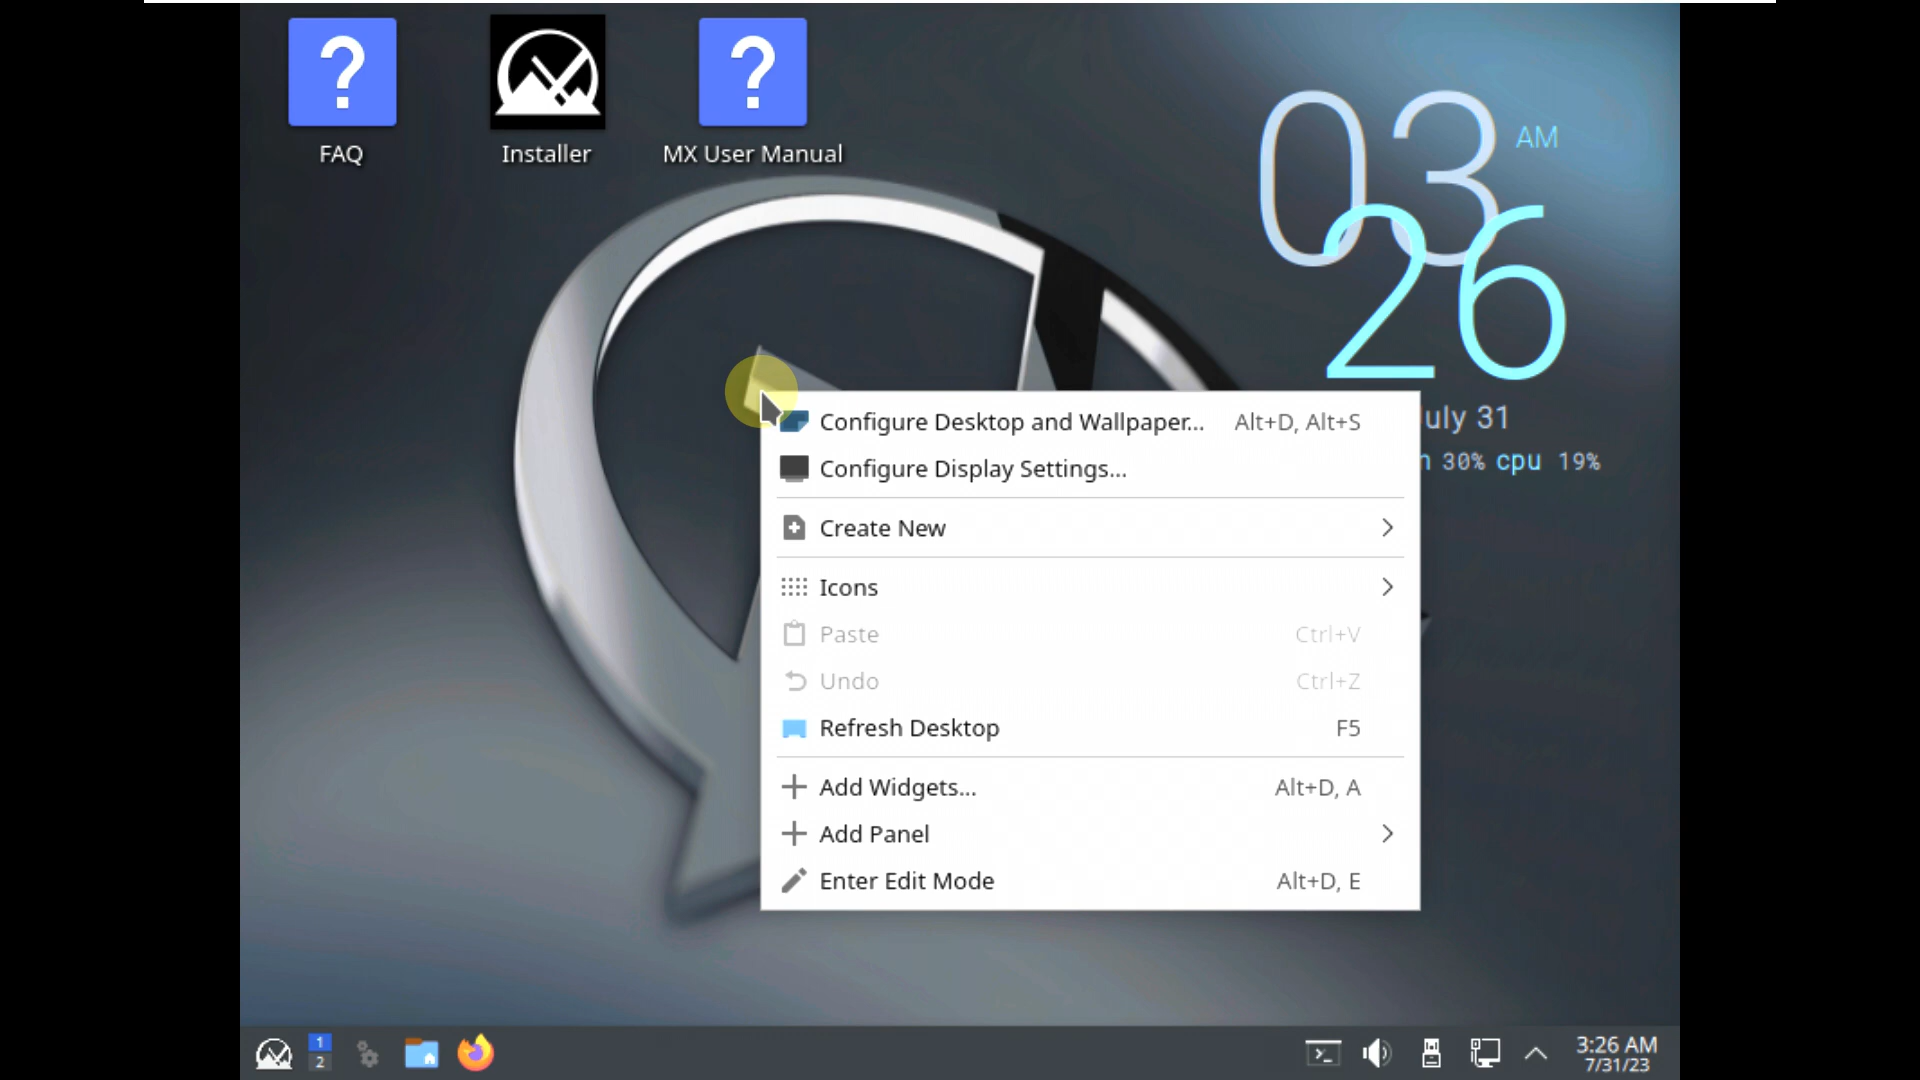 FAQ
Installer
MX User Manual
03
AM
26
uly 31
30% cpu 19%
Configure Desktop and Wallpaper... Alt+D, Alt+S
Configure Display Settings...
Create New
Icons
Paste Ctrl+V
Undo Ctrl+Z
Refresh Desktop F5
Add Widgets... Alt+D, A
Add Panel
Enter Edit Mode Alt+D, E
1
2
3:26 AM
7/31/23